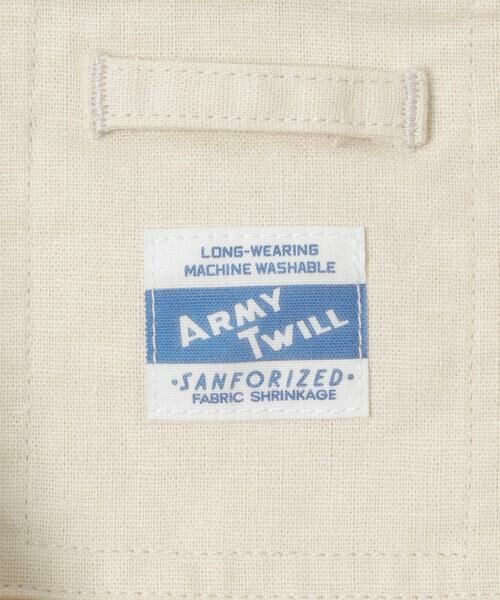 LONG-WEARING
MACHINE WASHABLE
ARMY
TWILL
·SANFORIZED·
FABRIC SHRINKAGE